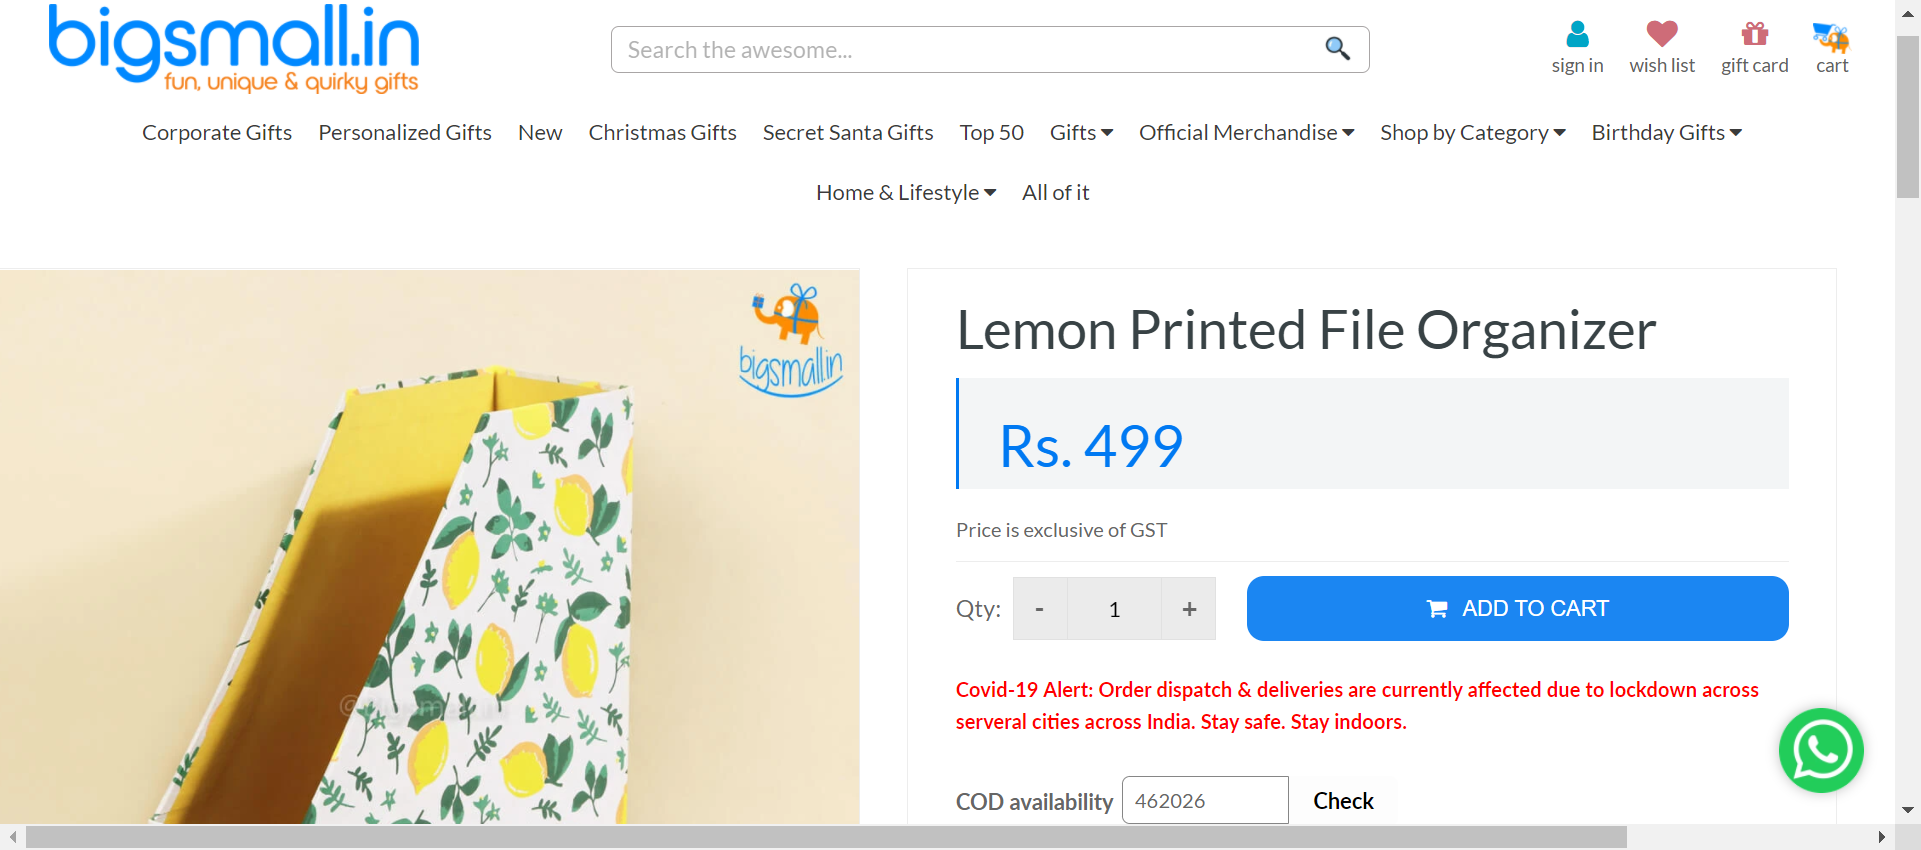 bigsmall.in
fun, unique & quirky gifts
Search the awesome...
sign in
wish list
gift card
cart
Corporate Gifts Personalized Gifts New Christmas Gifts Secret Santa Gifts Top 50 Gifts Official Merchandise Shop by Category Birthday Gifts
Home & Lifestyle All of it
bigsmall.in
Lemon Printed File Organizer
Rs. 499
Price is exclusive of GST
Qty: - 1 + ADD TO CART
Covid-19 Alert: Order dispatch & deliveries are currently affected due to lockdown across
serveral cities across India. Stay safe. Stay indoors.
COD availability 462026 Check